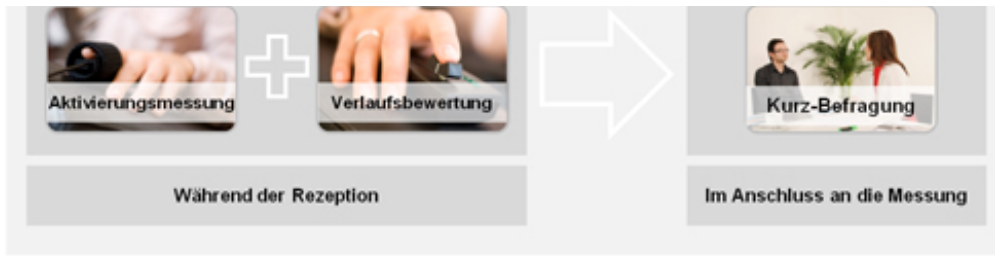 Aktivierungsmessung
Verlaufsbewertung
Kurz-Befragung
Während der Rezeption
Im Anschluss an die Messung